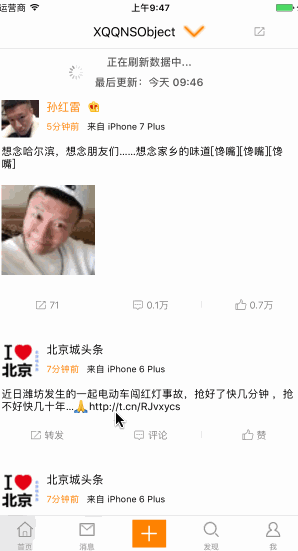 运营商 上午9:47
XQQNSObject
正在刷新数据中...
最后更新：今天 09:46
孙红雷
5分钟前 来自 iPhone 7 Plus
想念哈尔滨，想念朋友们......想念家乡的味道[馋嘴][馋嘴][馋
嘴]
71 0.1万 0.7万
I ❤
北京
北京城头条
7分钟前 来自 iPhone 6 Plus
近日潍坊发生的一起电动车闯红灯事故，抢好了快几分钟 ，抢
不好快几十年...🙏http://t.cn/RJvxycs
转发 评论 赞
I ❤
北京
北京城头条
7分钟前 来自 iPhone 6 Plus
首页 消息 发现 我